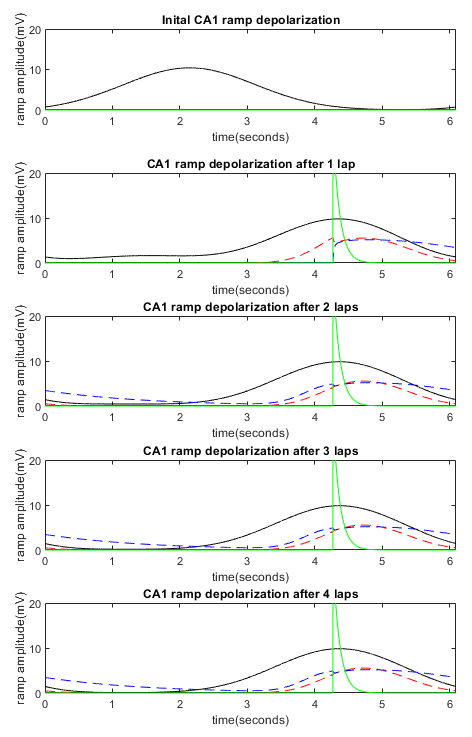 Inital CA1 ramp depolarization
ramp amplitude(mV)
20
10
0
0 1 2 3 4 5 6
time(seconds)
CA1 ramp depolarization after 1 lap
ramp amplitude(mV)
20
10
0
0 1 2 3 4 5 6
time(seconds)
CA1 ramp depolarization after 2 laps
ramp amplitude(mV)
20
10
0
0 1 2 3 4 5 6
time(seconds)
CA1 ramp depolarization after 3 laps
ramp amplitude(mV)
20
10
0
0 1 2 3 4 5 6
time(seconds)
CA1 ramp depolarization after 4 laps
ramp amplitude(mV)
20
10
0
0 1 2 3 4 5 6
time(seconds)